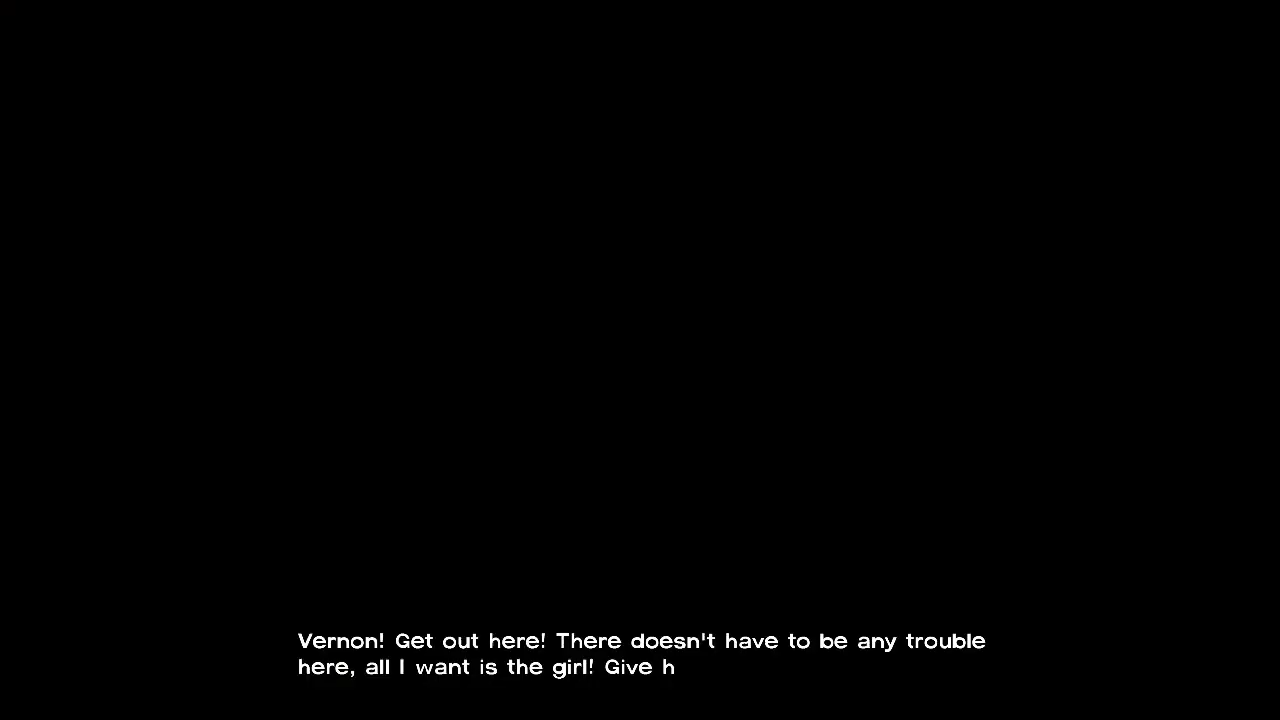 Vernon! Get out here! There doesn't have to be any trouble
here, all I want is the girl! Give h